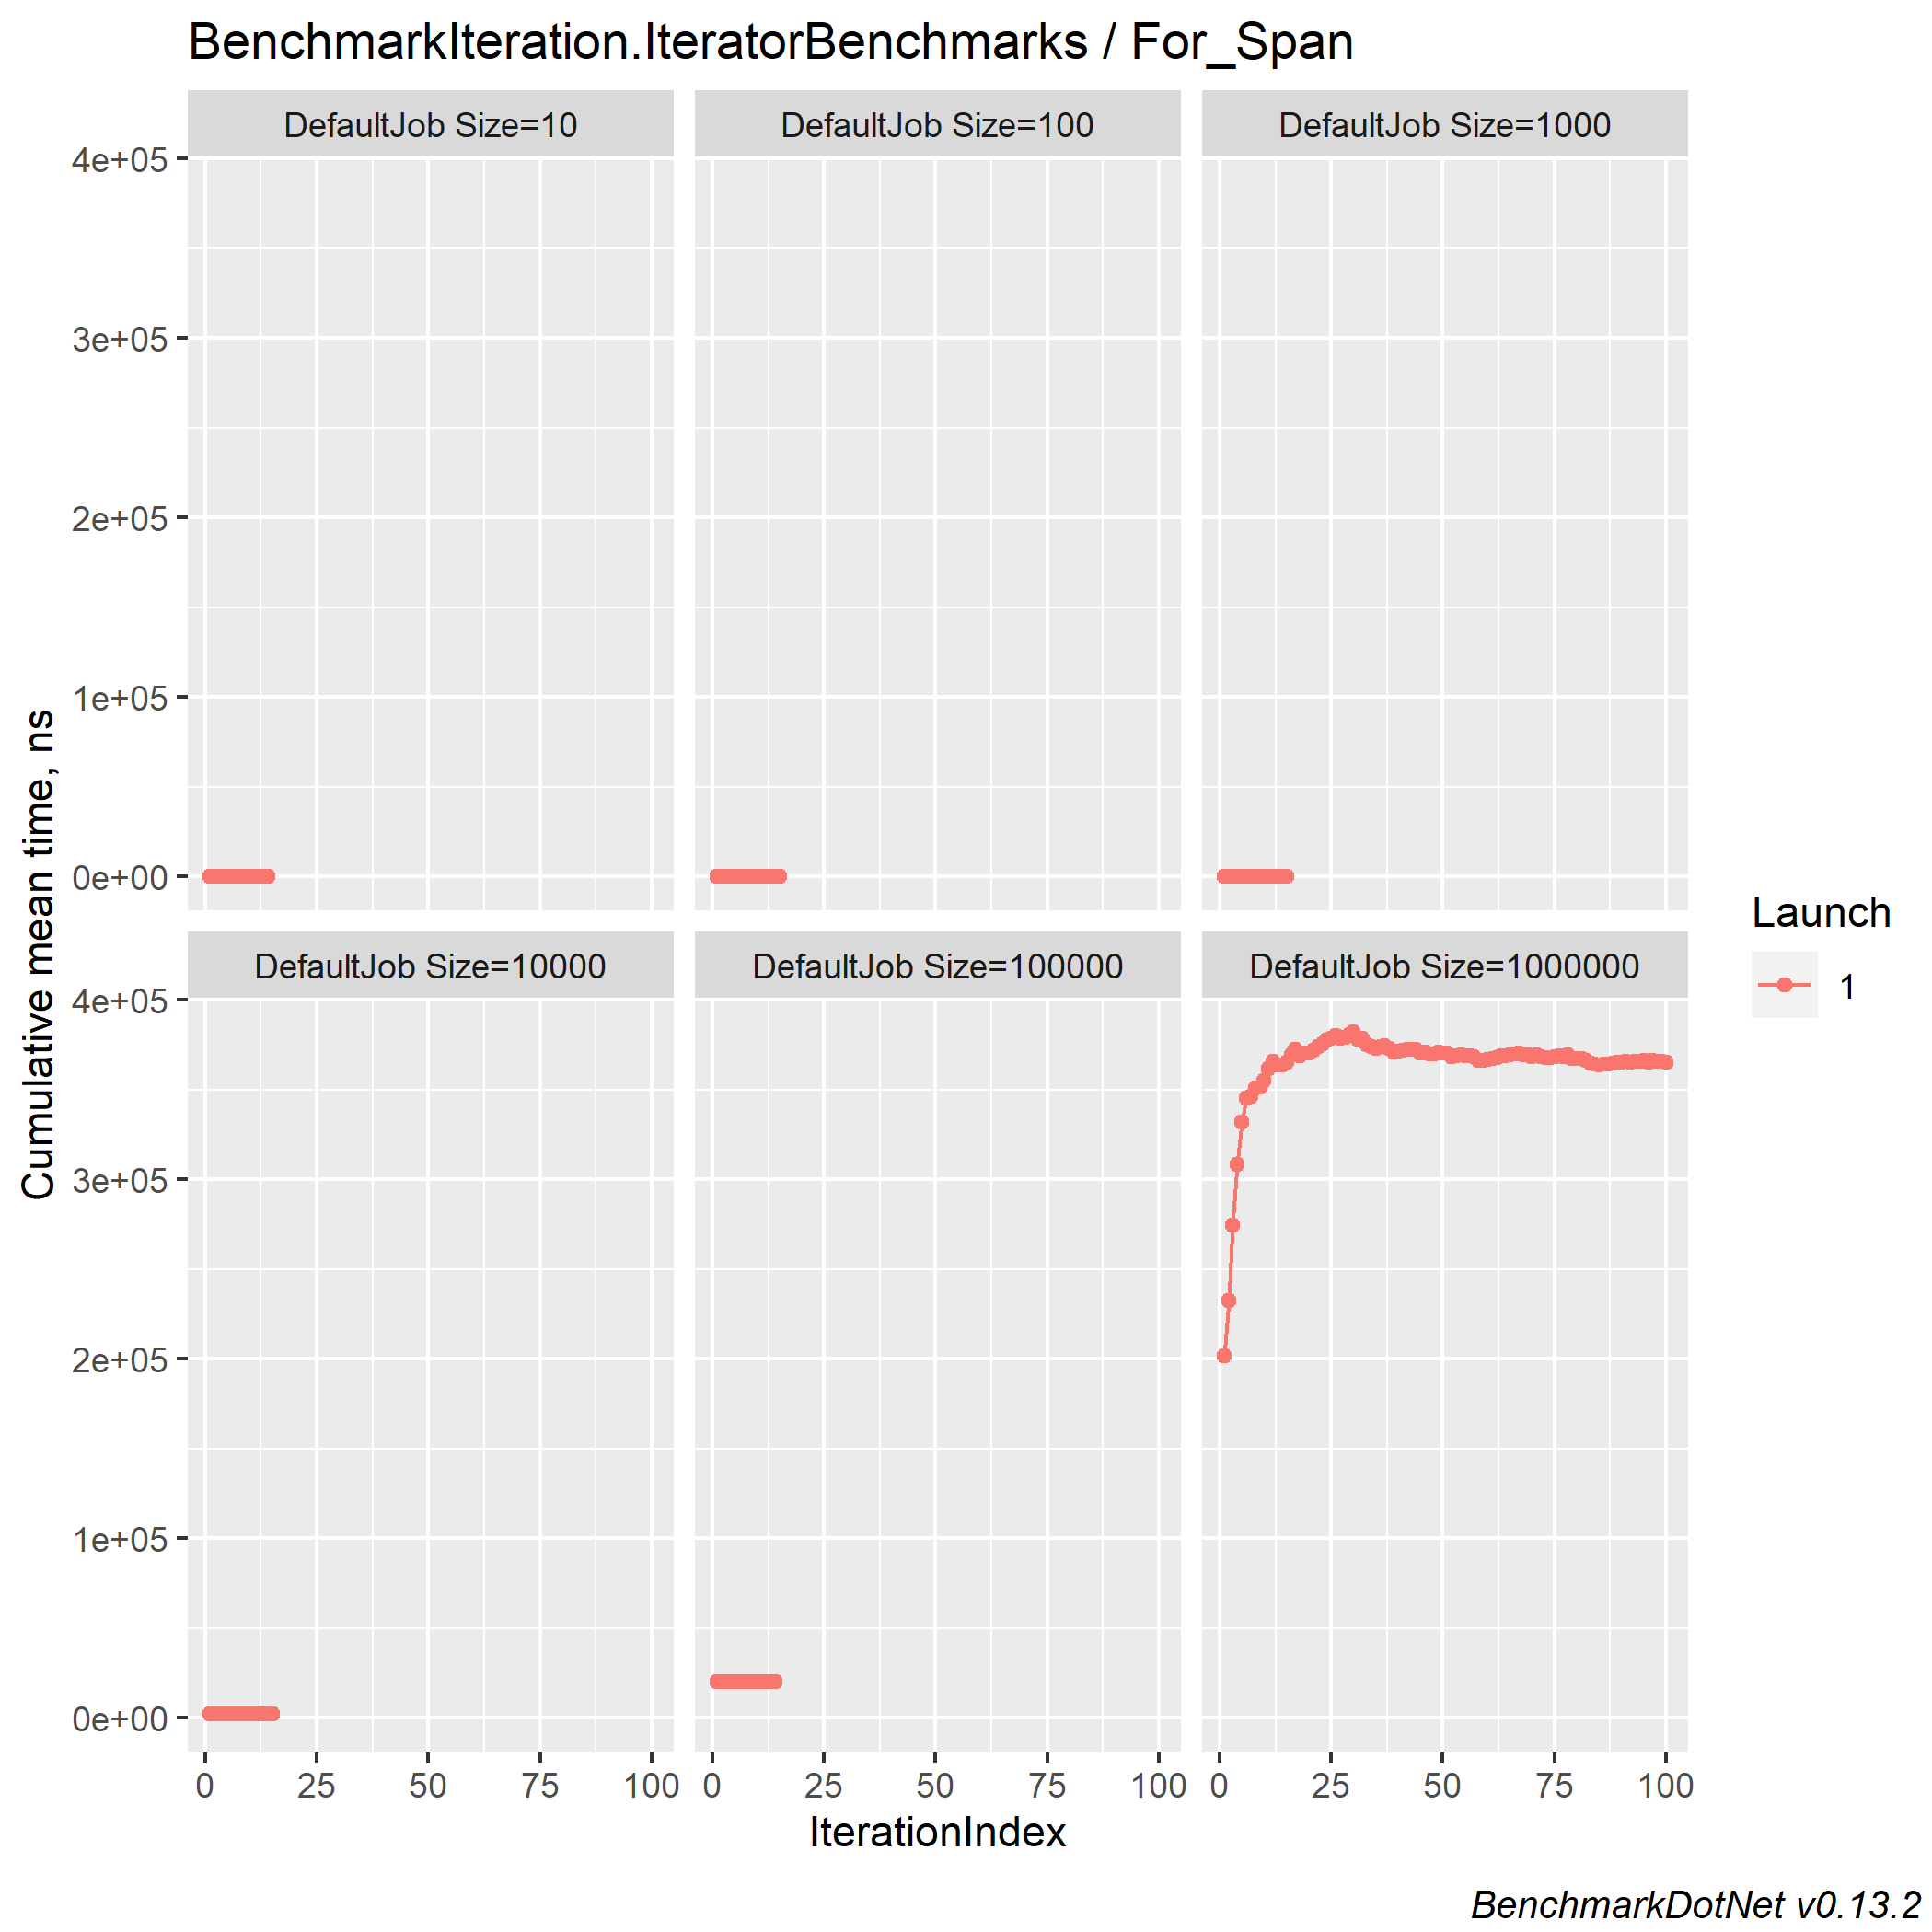 BenchmarkIteration.IteratorBenchmarks / For_Span
DefaultJob Size=10
DefaultJob Size=100
DefaultJob Size=1000
4e+05
3e+05
2e+05
1e+05
0e+00
DefaultJob Size=10000
DefaultJob Size=100000
DefaultJob Size=1000000
4e+05
3e+05
2e+05
1e+05
0e+00
0 25 50 75 100
0 25 50 75 100
0 25 50 75 100
Cumulative mean time, ns
IterationIndex
Launch
1
BenchmarkDotNet v0.13.2